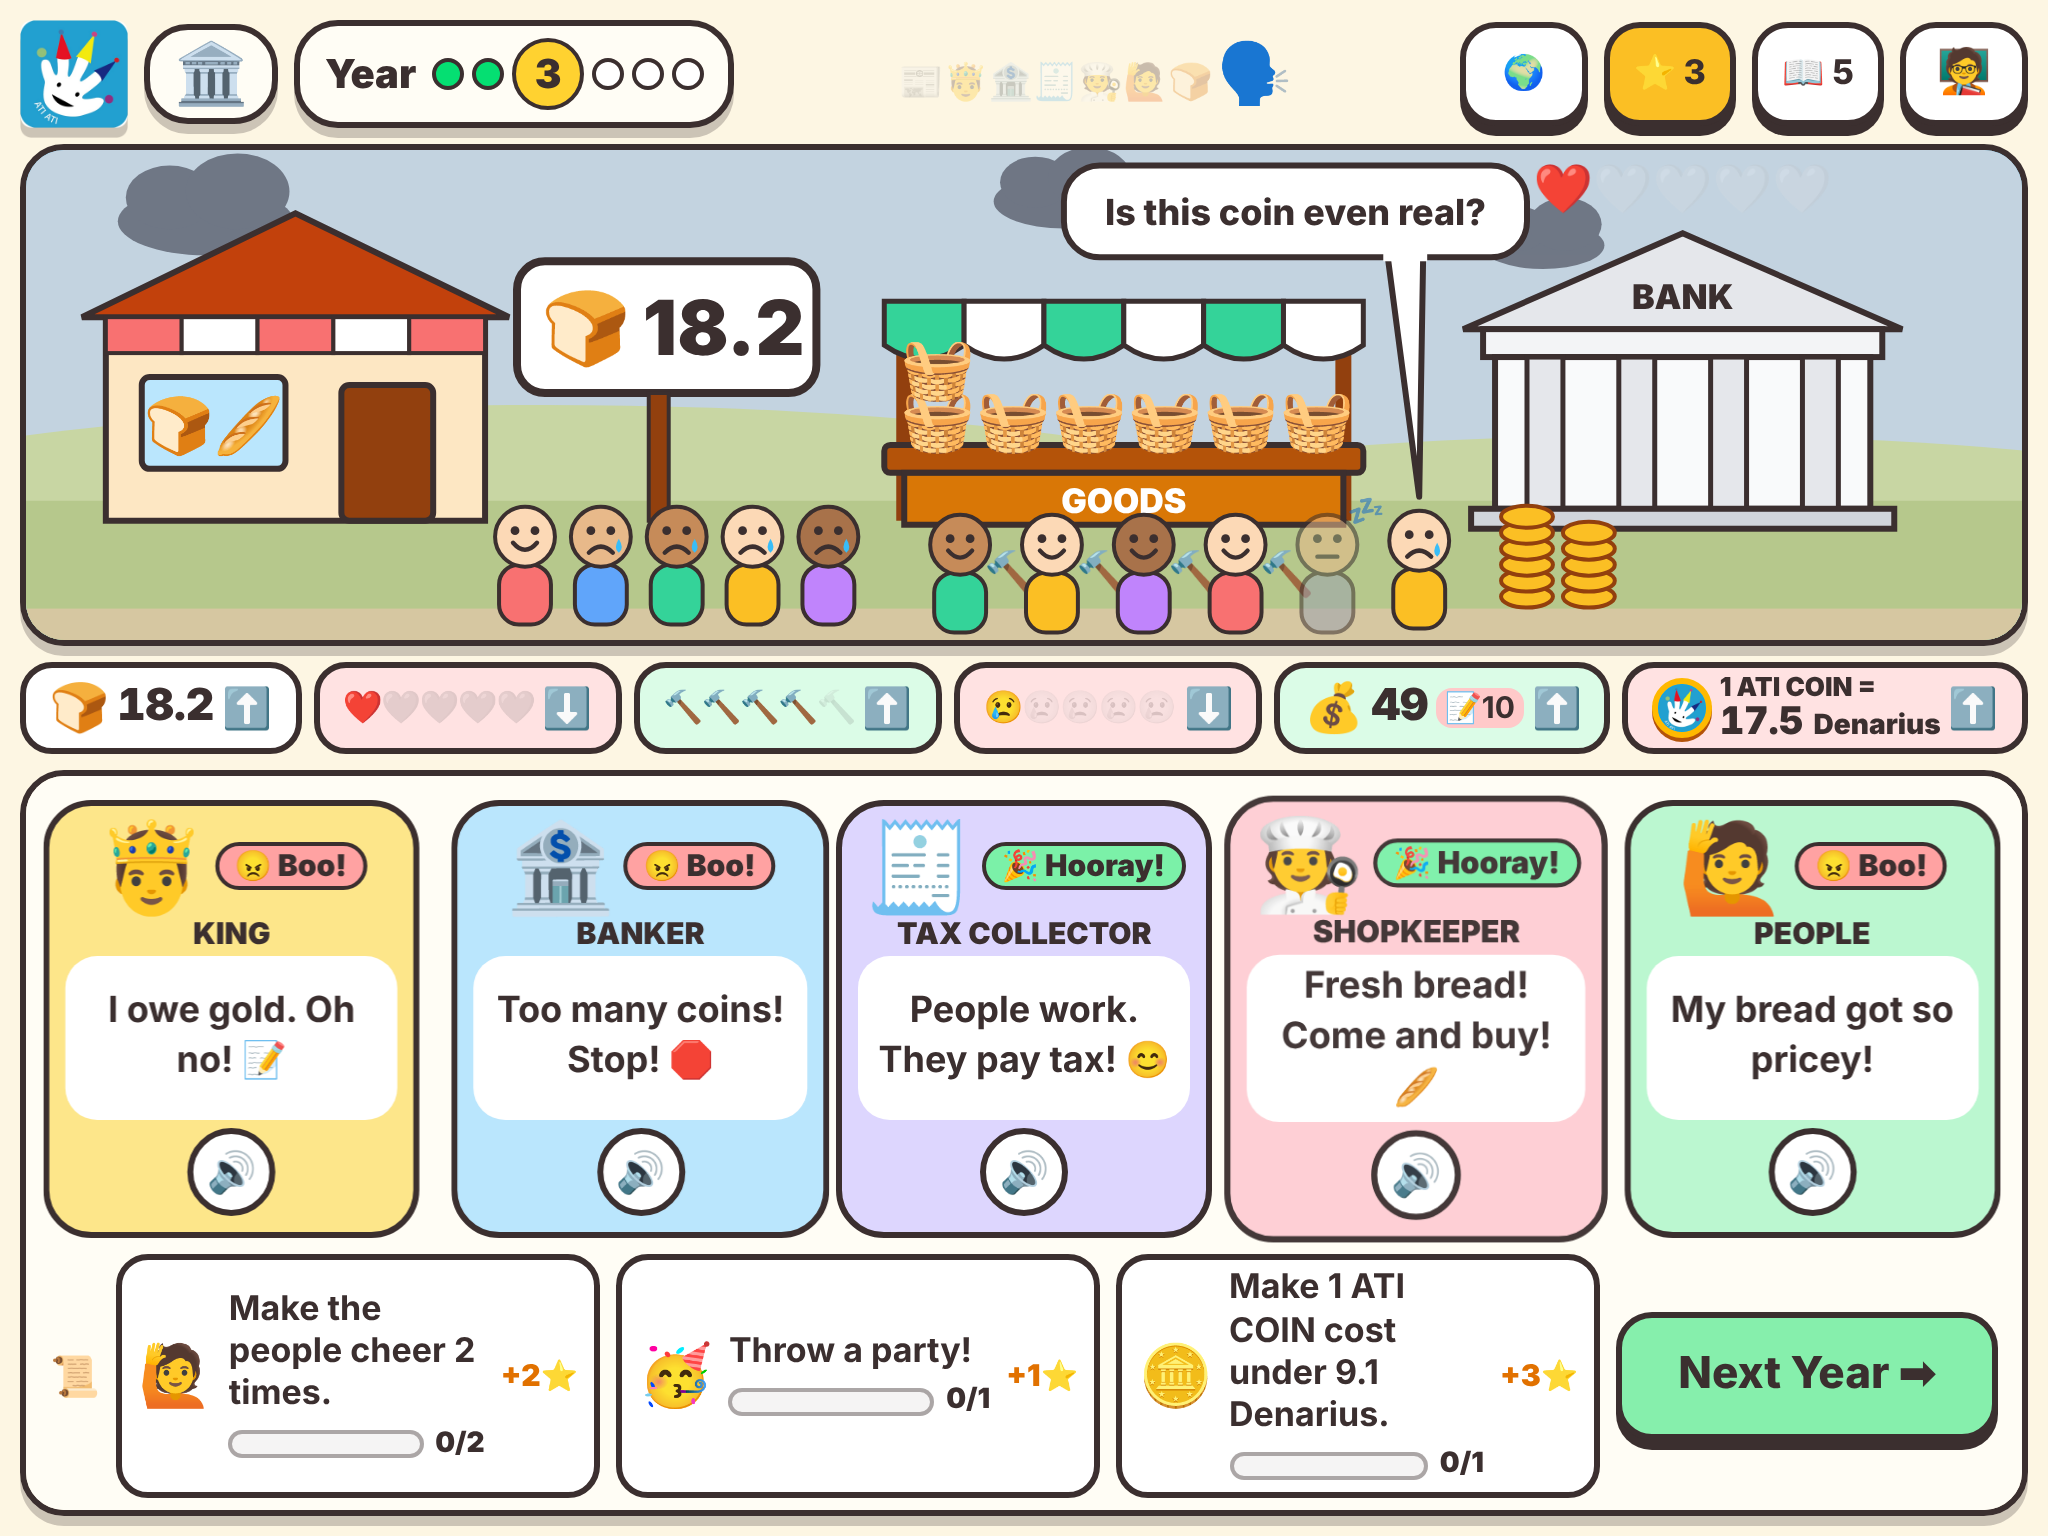 ATI ATI
Year 3
3
5
Is this coin even real?
BANK
18.2
GOODS
18.2
49
10
1 ATI COIN =
17.5 Denarius
Boo!
KING
I owe gold. Oh
no!
Boo!
BANKER
Too many coins!
Stop!
Hooray!
TAX COLLECTOR
People work.
They pay tax!
Hooray!
SHOPKEEPER
Fresh bread!
Come and buy!
Boo!
PEOPLE
My bread got so
pricey!
Make the
people cheer 2
times.
0/2
+2
Throw a party!
0/1
+1
Make 1 ATI
COIN cost
under 9.1
Denarius.
0/1
+3
Next Year